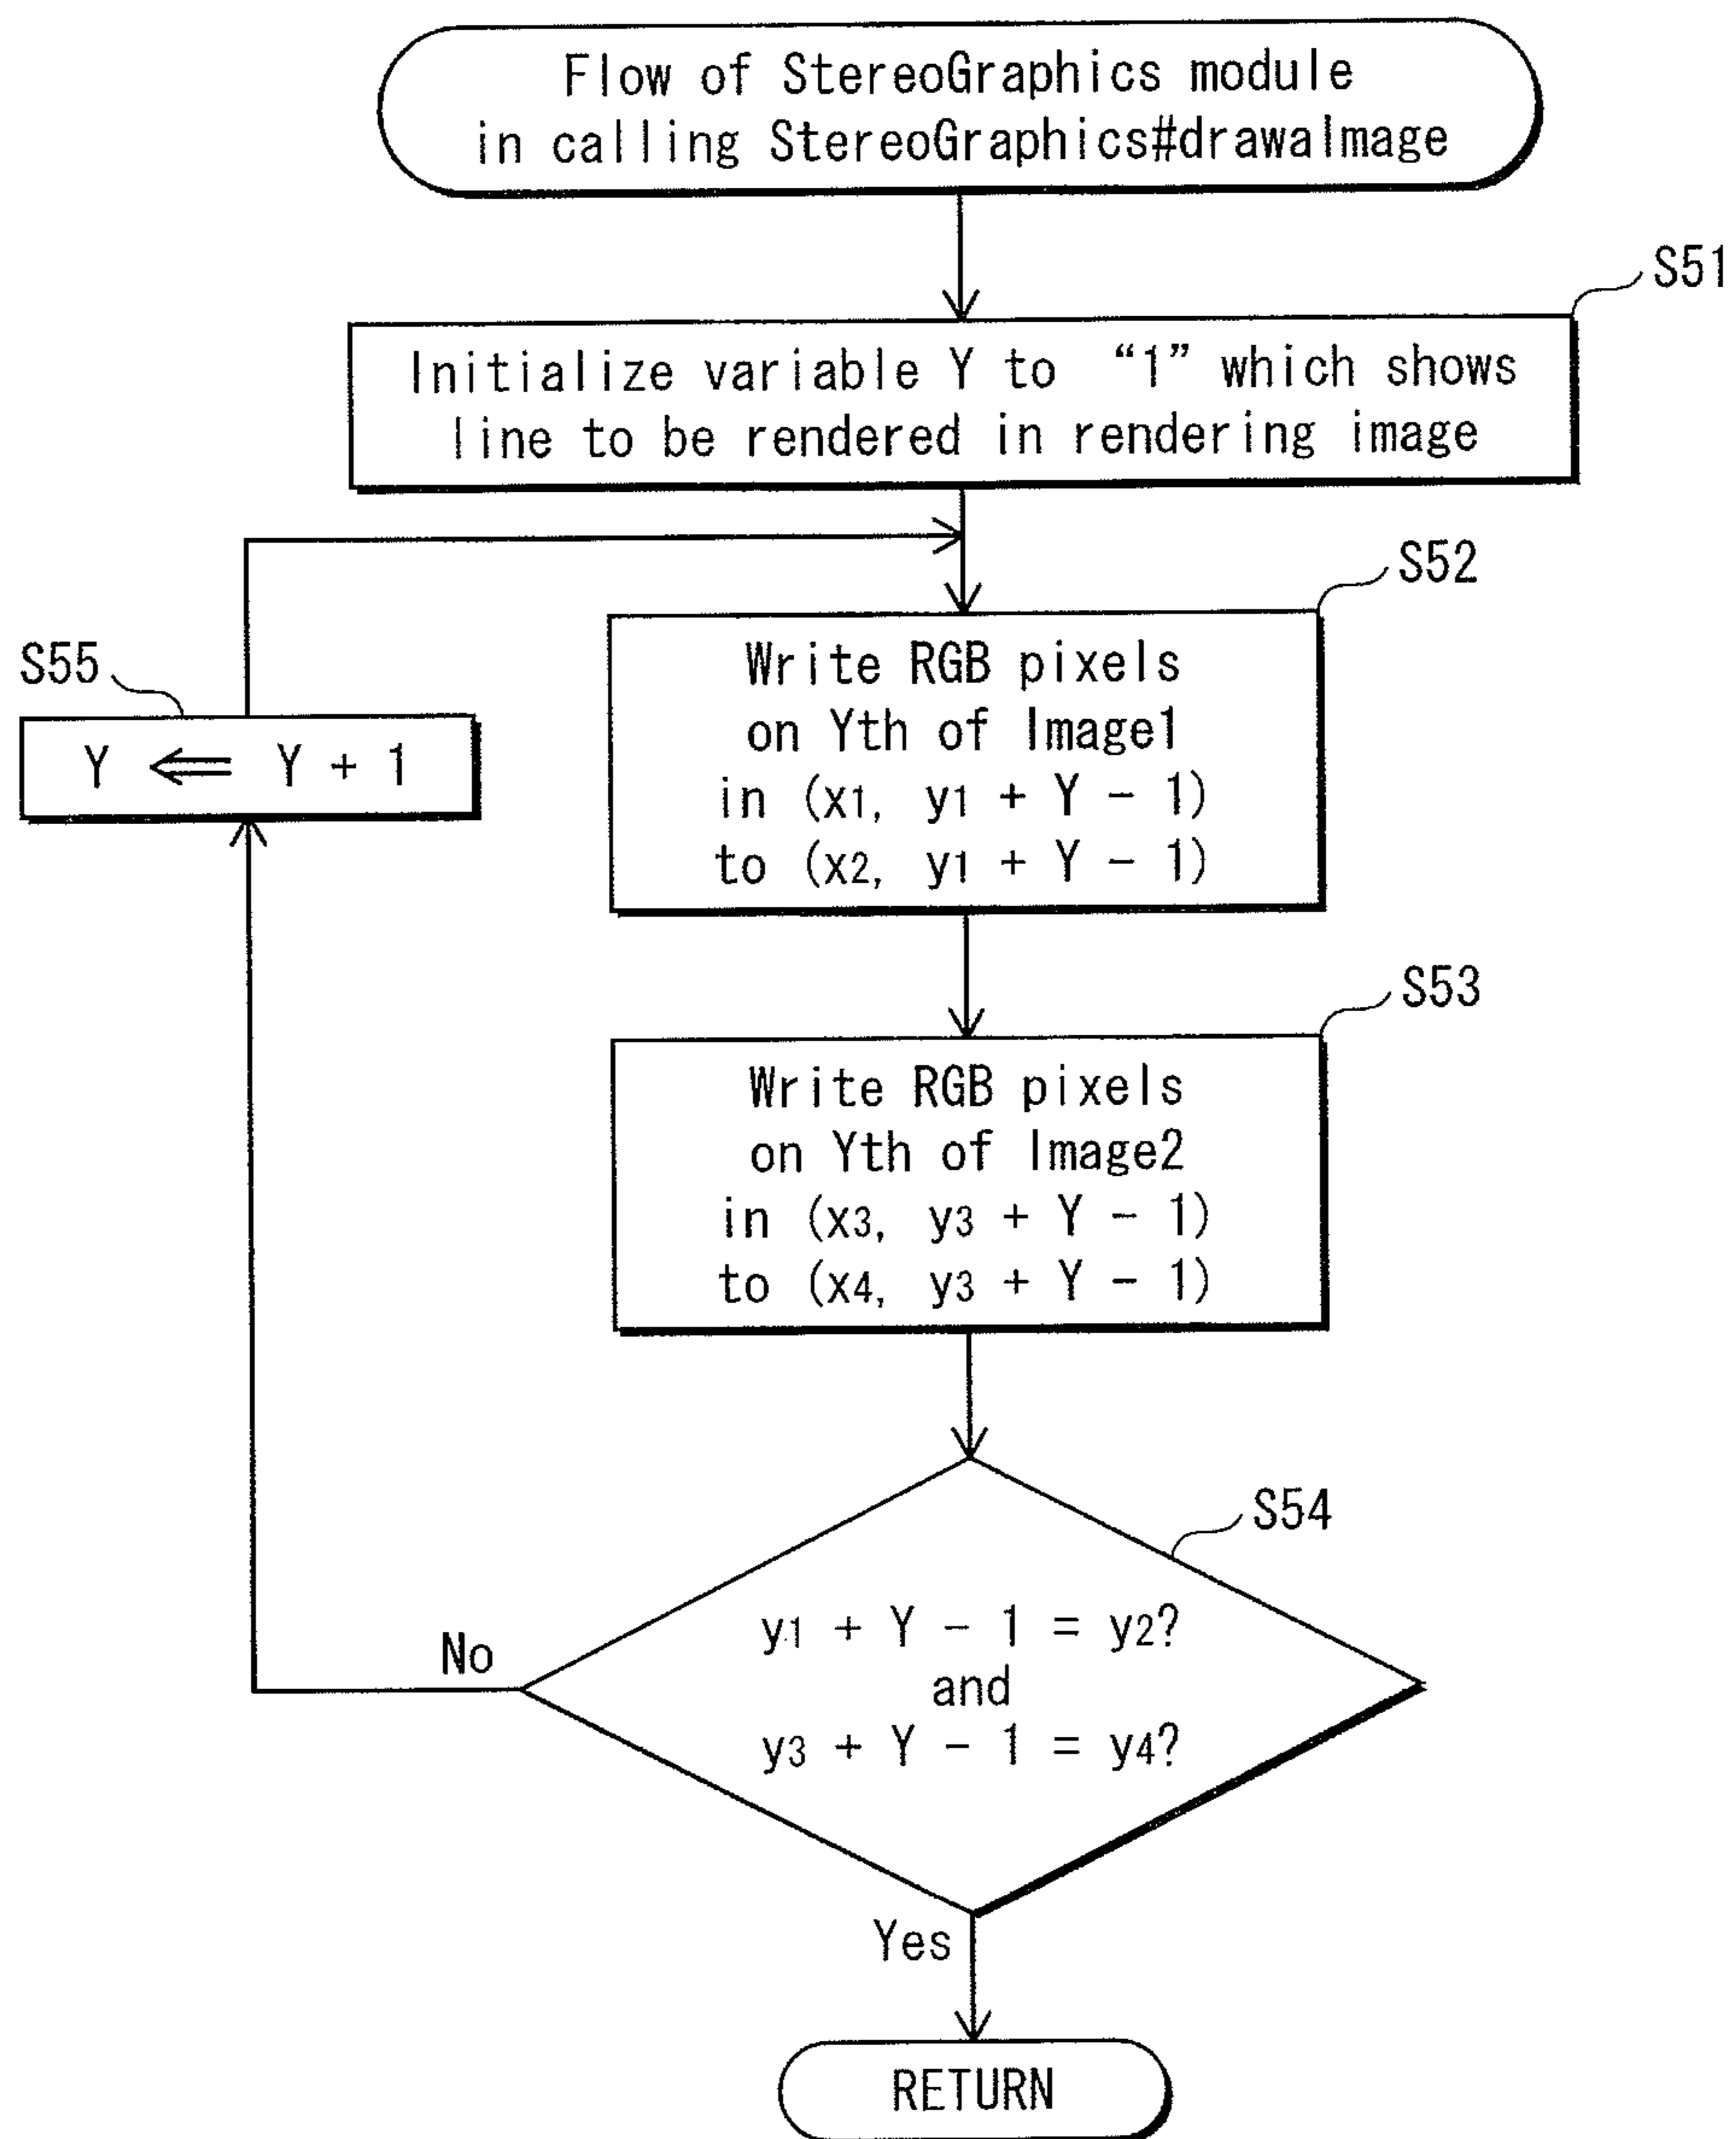 Flow of StereoGraphics module
in calling StereoGraphics#drawaImage
S51
Initialize variable Y to “1” which shows
line to be rendered in rendering image
S52
Write RGB pixels
on Yth of Image1
in (x1, y1 + Y - 1)
to (x2, y1 + Y - 1)
S55
Y ⇐ Y + 1
S53
Write RGB pixels
on Yth of Image2
in (x3, y3 + Y - 1)
to (x4, y3 + Y - 1)
S54
y1 + Y - 1 = y2?
and
y3 + Y - 1 = y4?
No
Yes
RETURN